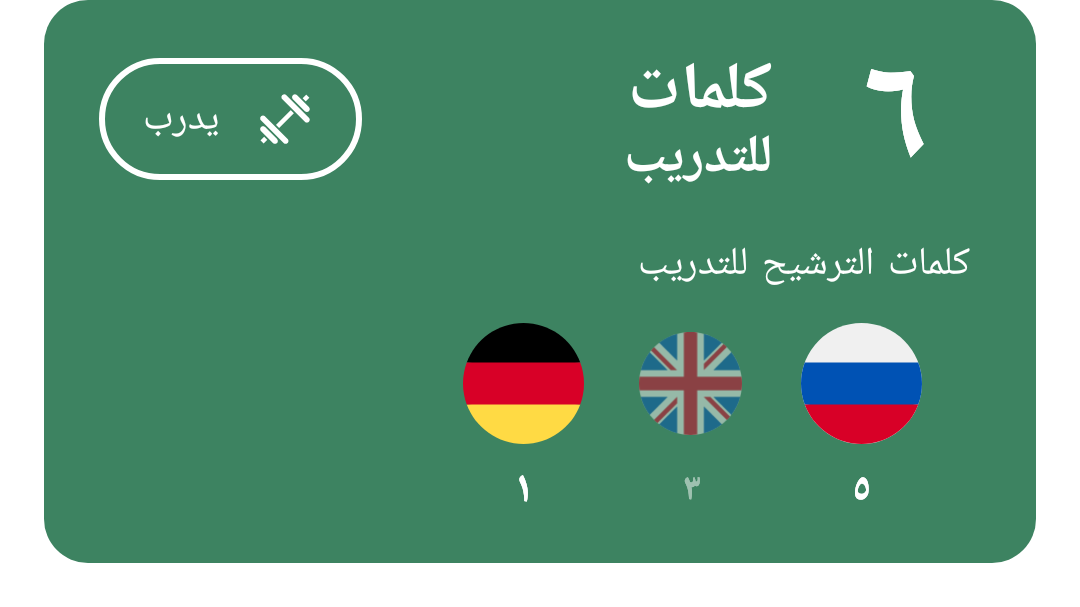 ٦
كلمات
للتدريب
يدرب
كلمات الترشيح للتدريب
٥ ٣ ١